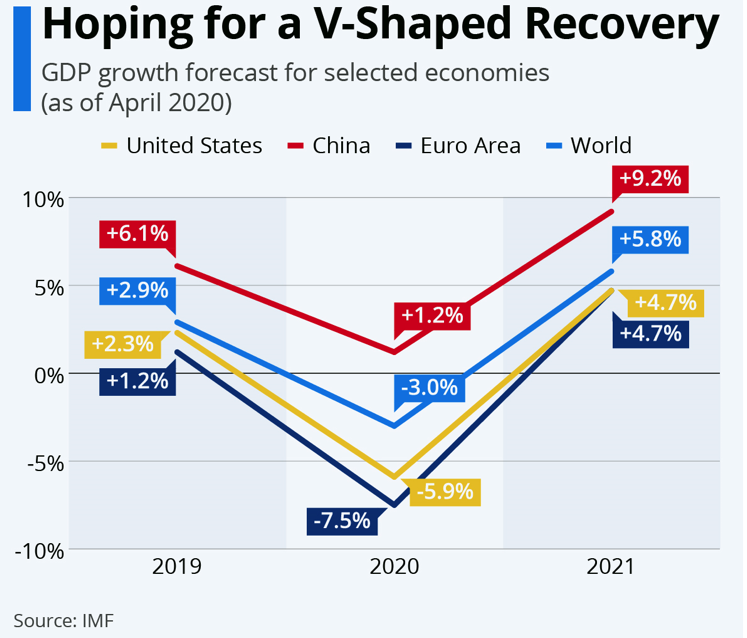 Hoping for a V-Shaped Recovery
GDP growth forecast for selected economies
(as of April 2020)
United States China Euro Area World
+9.2%
10%
+6.1%
+5.8%
+2.9%
5%
+4.7%
+1.2%
+2.3%
+4.7%
0%
+1.2%
-3.0%
-5%
-5.9%
-7.5%
-10%
2019 2020 2021
Source: IMF